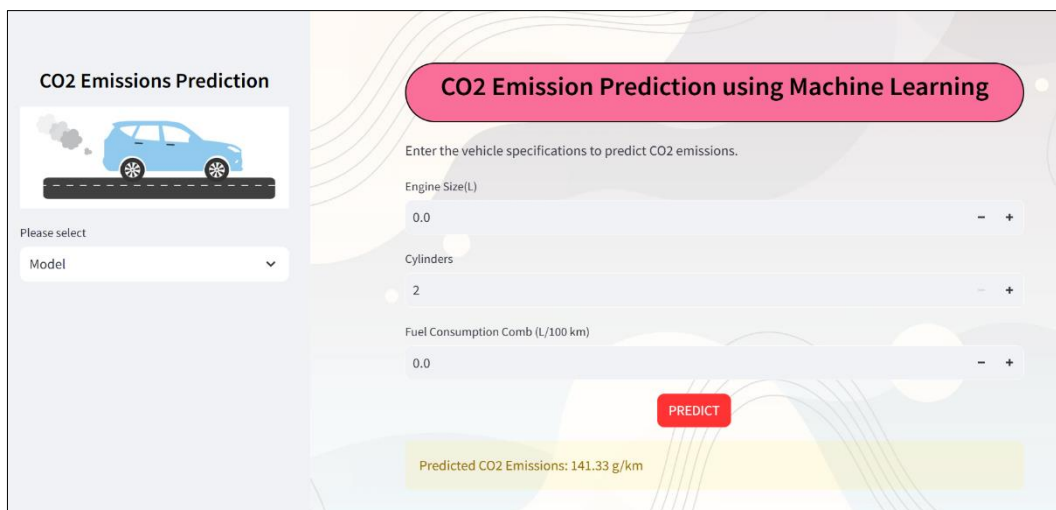 CO2 Emissions Prediction
Please select
Model
CO2 Emission Prediction using Machine Learning
Enter the vehicle specifications to predict CO2 emissions.
Engine Size(L)
0.0
Cylinders
2
Fuel Consumption Comb (L/100 km)
0.0
PREDICT
Predicted CO2 Emissions: 141.33 g/km